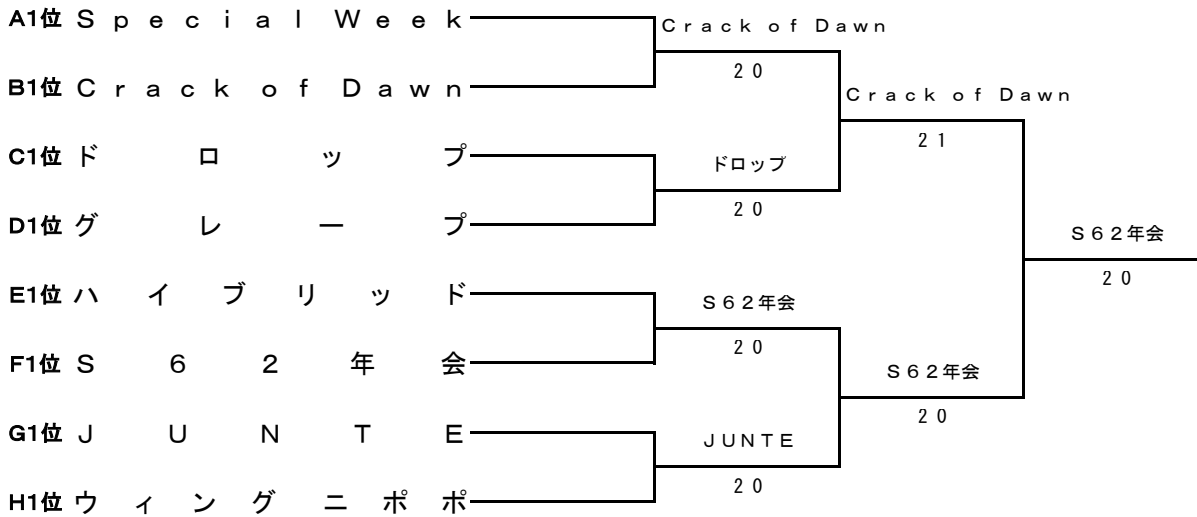 A1位 Special Week
Crack of Dawn
20
B1位 Crack of Dawn
Crack of Dawn
21
C1位 ドロップ
ドロップ
20
D1位 グレープ
S62年会
20
E1位 ハイブリッド
S62年会
20
F1位 S62年会
S62年会
20
G1位 JUNTE
JUNTE
20
H1位 ウィングニポポ